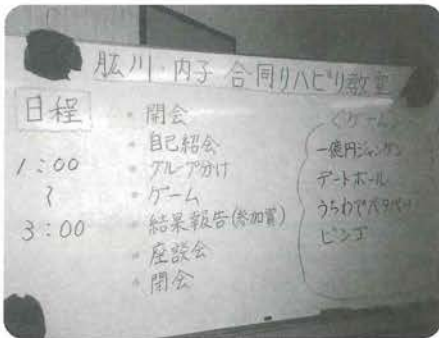 肱川・内子 合同リハビリ教室
日程
1:00
〜
3:00
・開会
・自己紹会
・グループ分け
・ゲーム
・結果報告(参加賞)
・座談会
・閉会
<ゲーム>
一億円ジャンケン
デートボール
うちわでパタパタ
ビンゴ